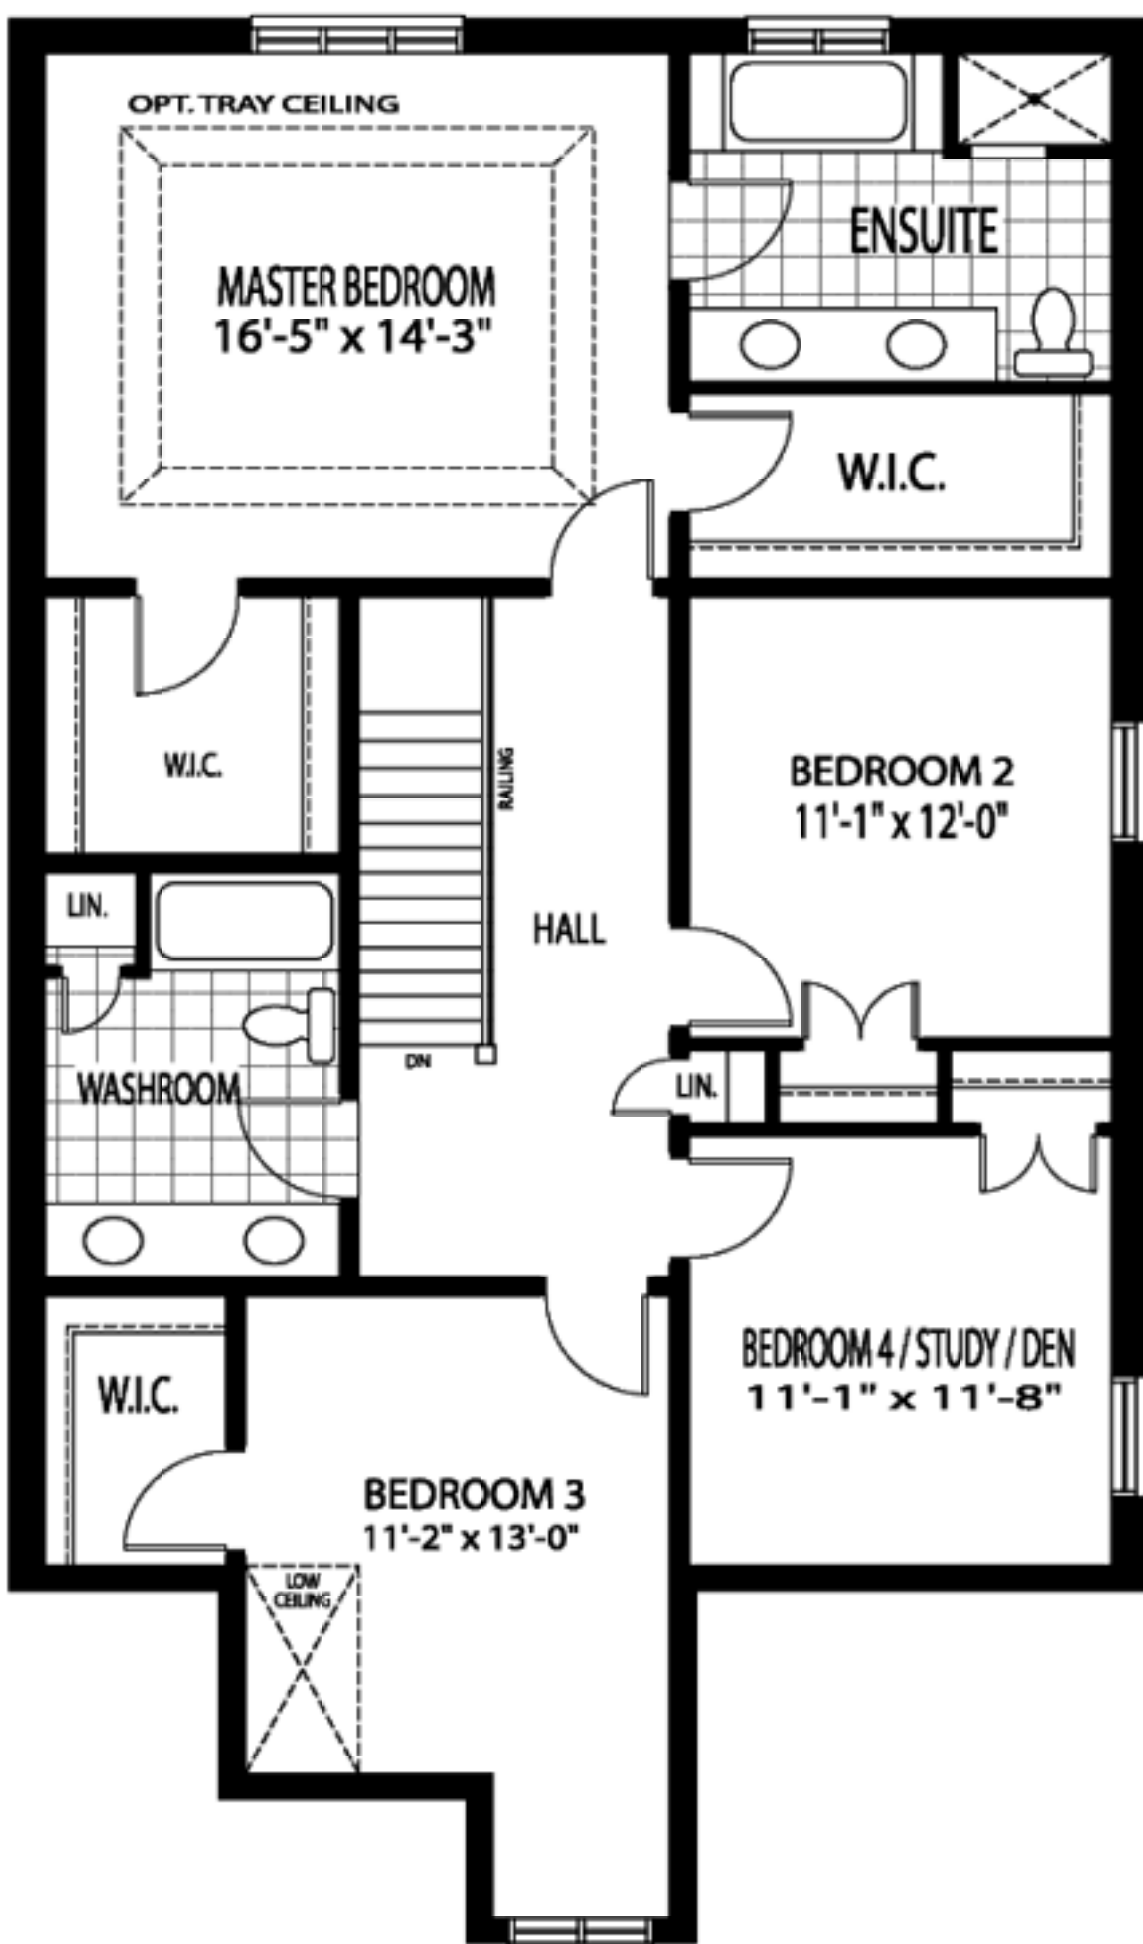 OPT. TRAY CEILING
MASTER BEDROOM
16'-5" x 14'-3"
ENSUITE
W.I.C.
W.I.C.
RAILING
BEDROOM 2
11'-1" x 12'-0"
LIN.
HALL
DN
WASHROOM
LIN.
BEDROOM 4 / STUDY / DEN
11'-1" x 11'-8"
W.I.C.
BEDROOM 3
11'-2" x 13'-0"
LOW
CEILING